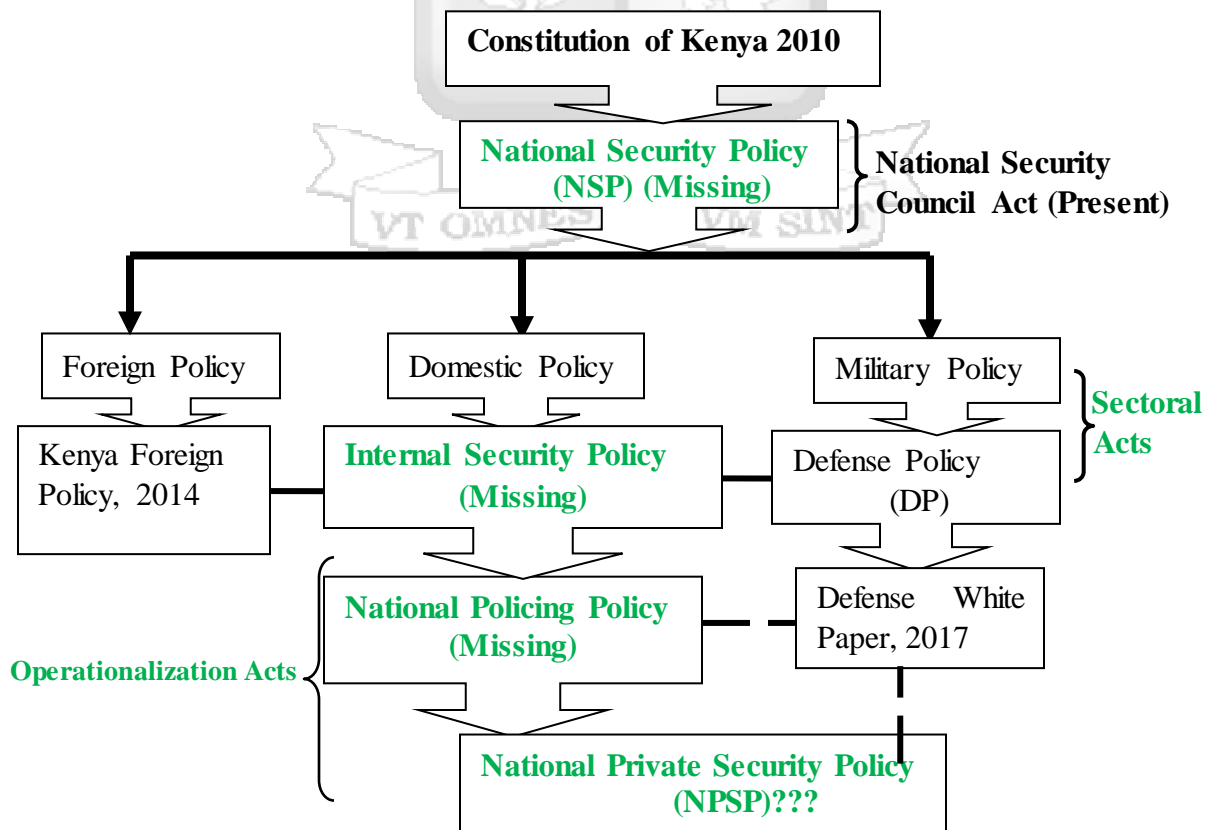 Constitution of Kenya 2010
National Security Policy
(NSP) (Missing)
National Security
Council Act (Present)
VT OMNES
VM SINT
Foreign Policy
Domestic Policy
Military Policy
Sectoral
Acts
Kenya Foreign
Policy, 2014
Internal Security Policy
(Missing)
Defense Policy
(DP)
National Policing Policy
(Missing)
Defense White
Paper, 2017
Operationalization Acts
National Private Security Policy
(NPSP)???